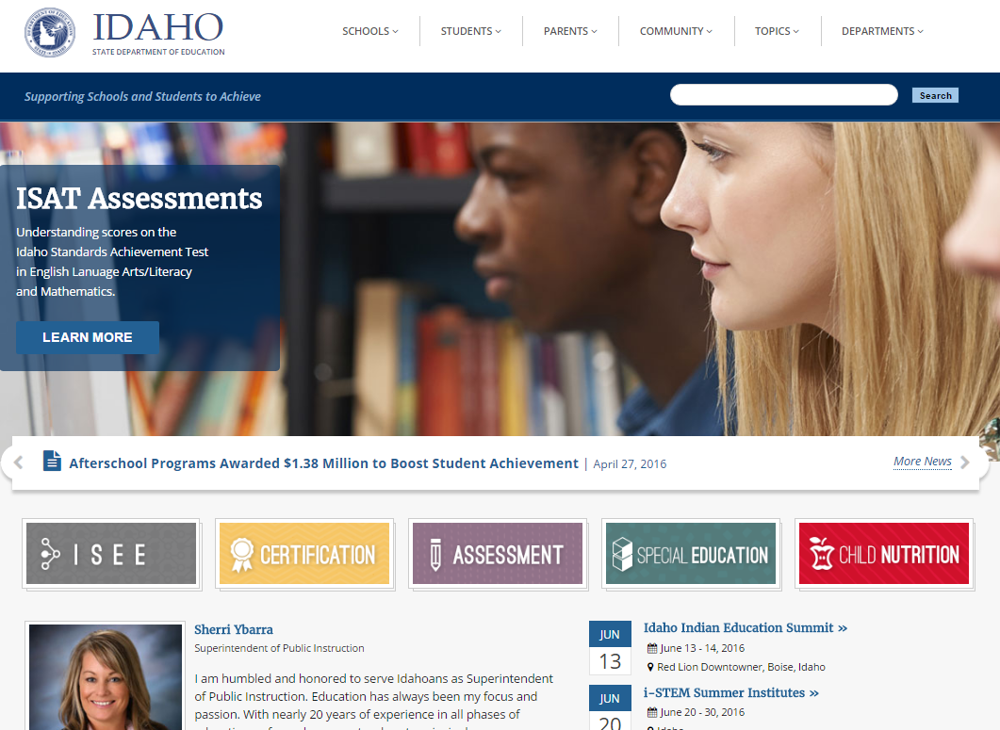 IDAHO
STATE DEPARTMENT OF EDUCATION
SCHOOLS
STUDENTS
PARENTS
COMMUNITY
TOPICS
DEPARTMENTS
Supporting Schools and Students to Achieve
Search
ISAT Assessments
Understanding scores on the
Idaho Standards Achievement Test
in English Lanuage Arts/Literacy
and Mathematics.
LEARN MORE
Afterschool Programs Awarded $1.38 Million to Boost Student Achievement | April 27, 2016
More News
ISEE
CERTIFICATION
ASSESSMENT
SPECIAL EDUCATION
CHILD NUTRITION
Sherri Ybarra
Superintendent of Public Instruction
I am humbled and honored to serve Idahoans as Superintendent
of Public Instruction. Education has always been my focus and
passion. With nearly 20 years of experience in all phases of
JUN
13
Idaho Indian Education Summit »
June 13 - 14, 2016
Red Lion Downtowner, Boise, Idaho
JUN
20
i-STEM Summer Institutes »
June 20 - 30, 2016
Idaho